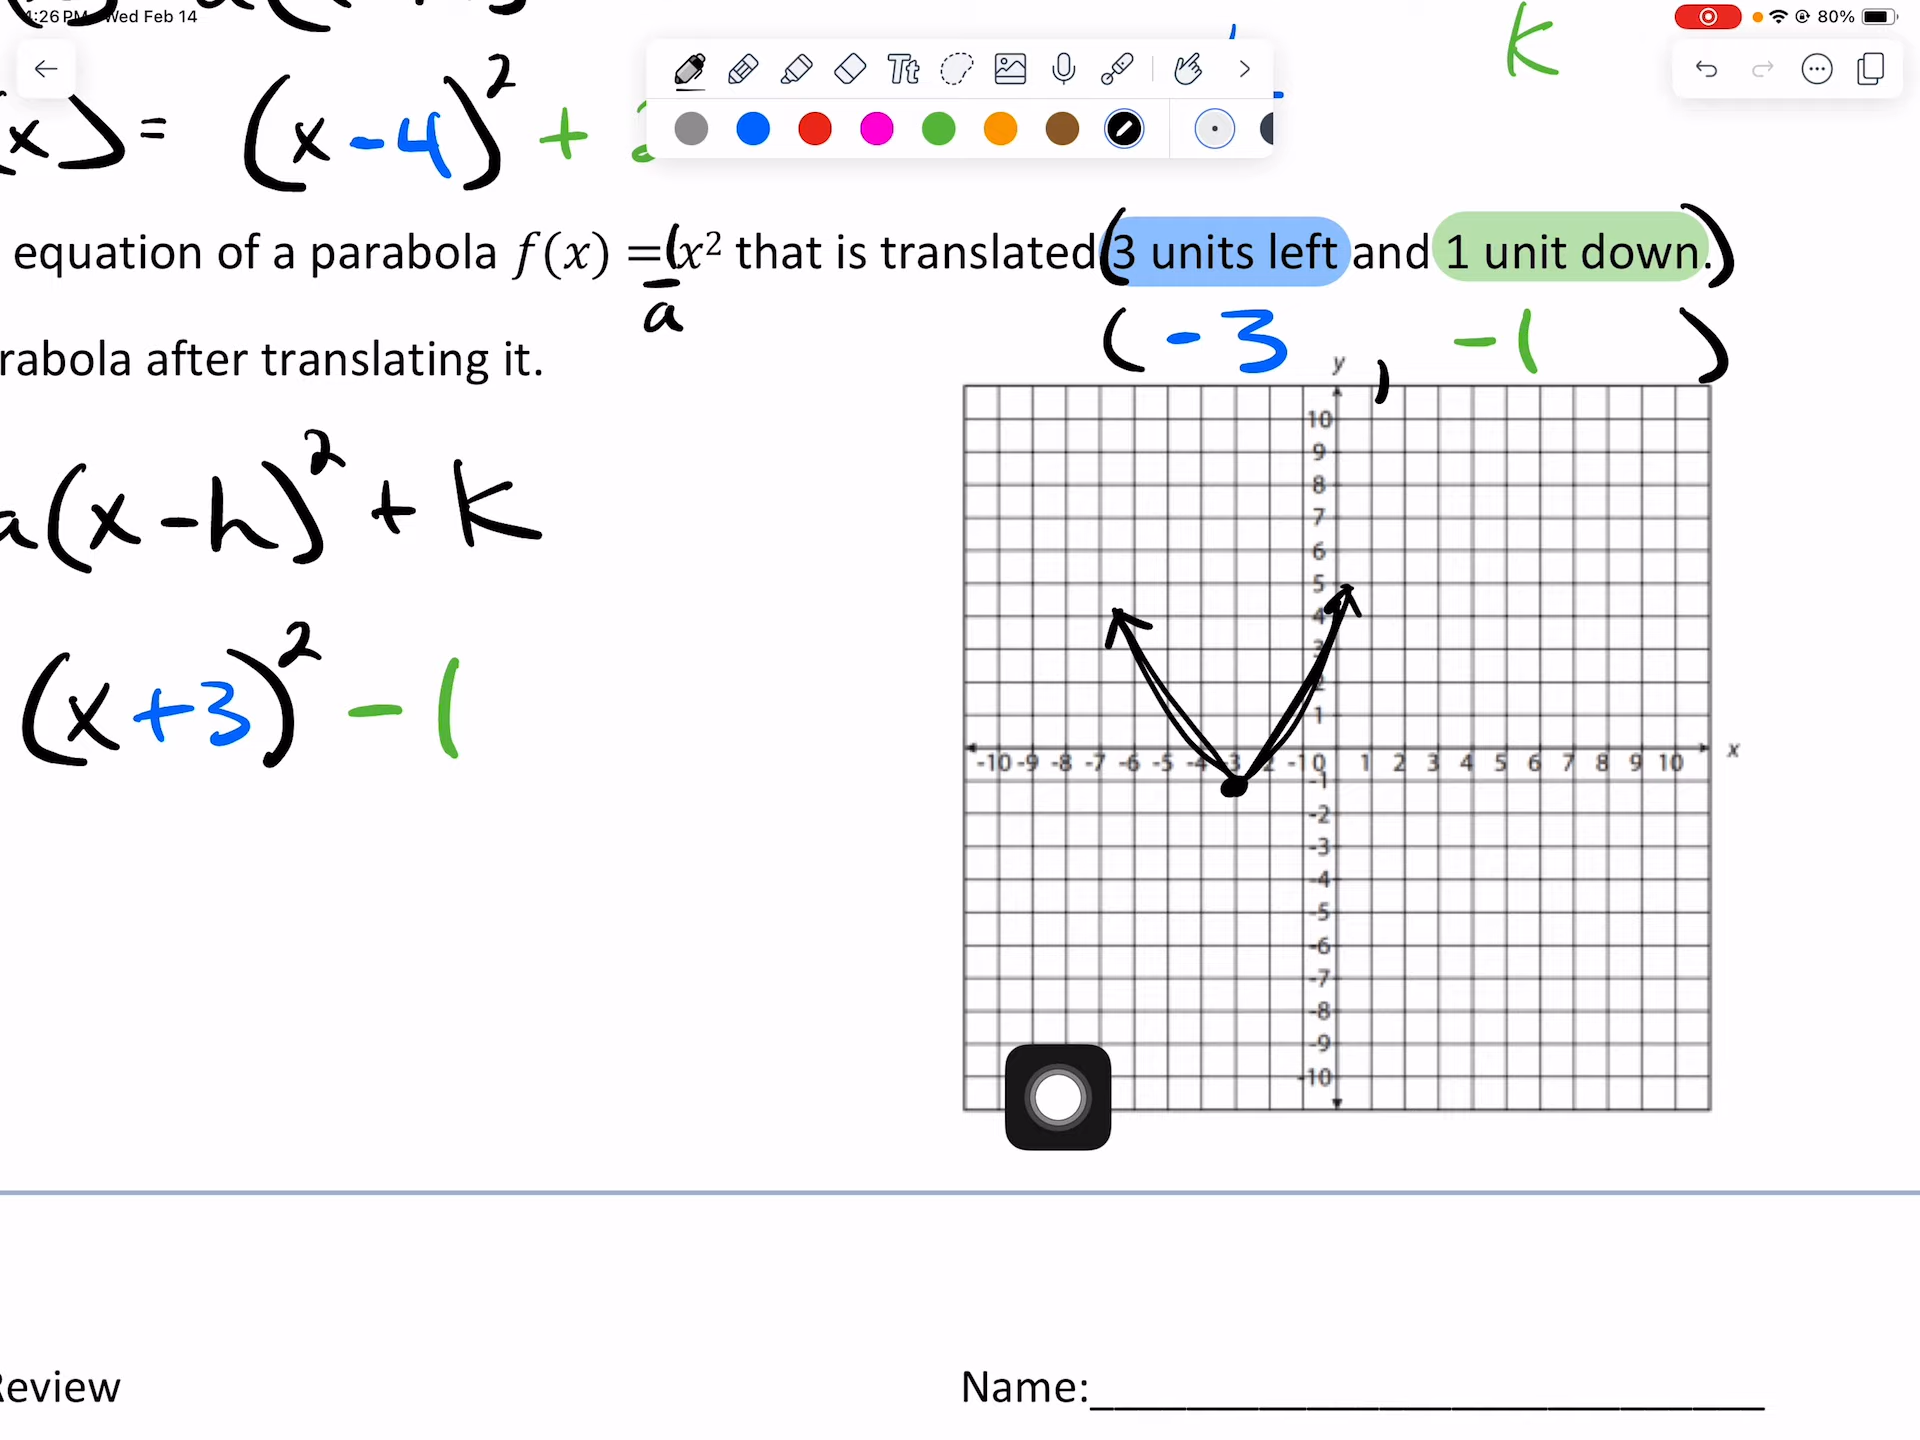 4:26 PM Wed Feb 14
80%
k
Tt
(x) = (x-4)² +
equation of a parabola f(x) = (x² that is translated (3 units left and 1 unit down.)
a
(-3, -1)
rabola after translating it.
a(x-h)² + k
(x+3)² - 1
y
10
9
8
7
6
5
4
3
2
1
-10 -9 -8 -7 -6 -5 -4 -3 -2 -1 0 1 2 3 4 5 6 7 8 9 10
x
-1
-2
-3
-4
-5
-6
-7
-8
-9
-10
Review
Name: